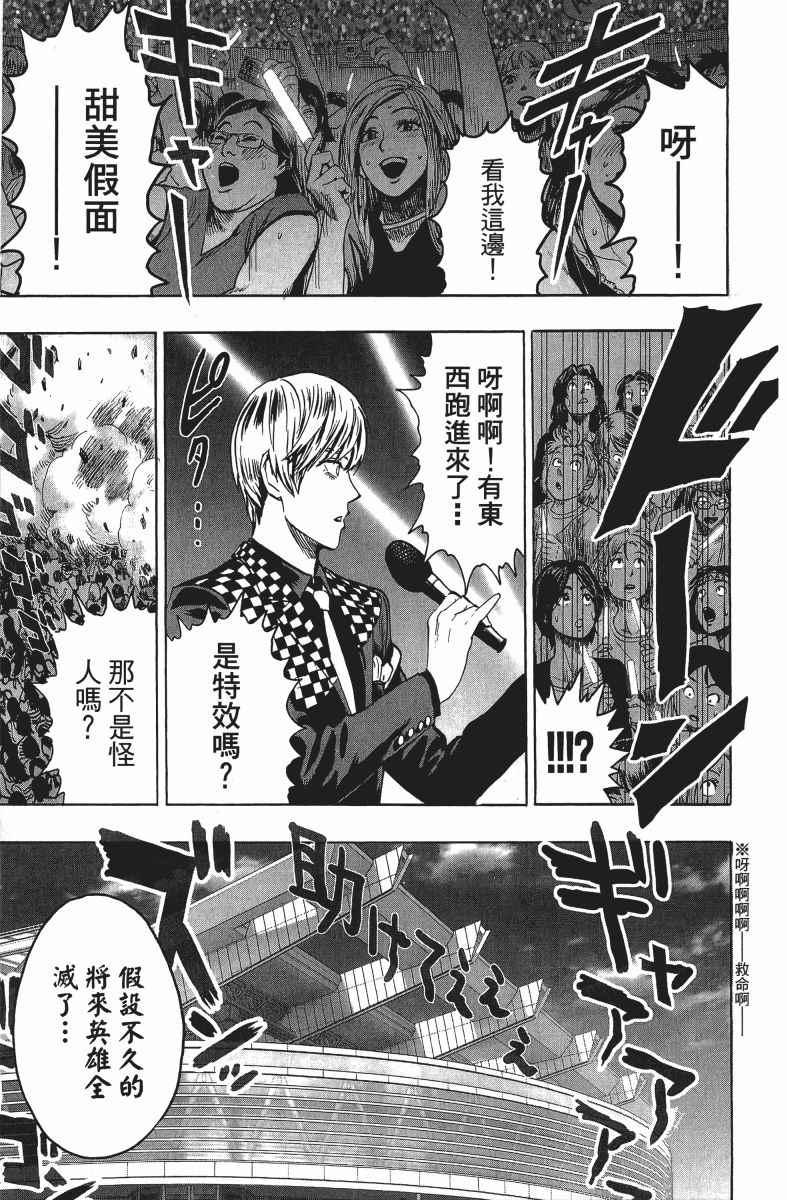 呀——！
キャー
看我這邊！
キャー
甜美假面——！
ドーン
!!!!?
呀啊啊！有東
西跑進來了…
ピタ…
是特效嗎？
那不是怪
人嗎？
※呀啊啊啊啊——救命啊——
ギャアアア
助けてええ
假設不久的
將來英雄全
滅了…